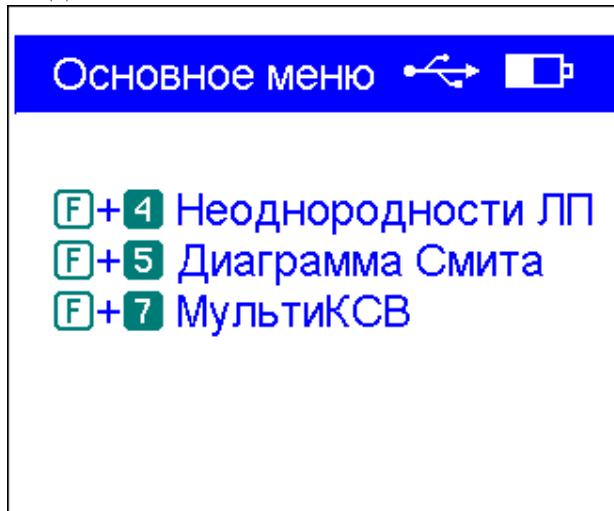 Основное меню
F+4 Неоднородности ЛП
F+5 Диаграмма Смита
F+7 МультиКСВ